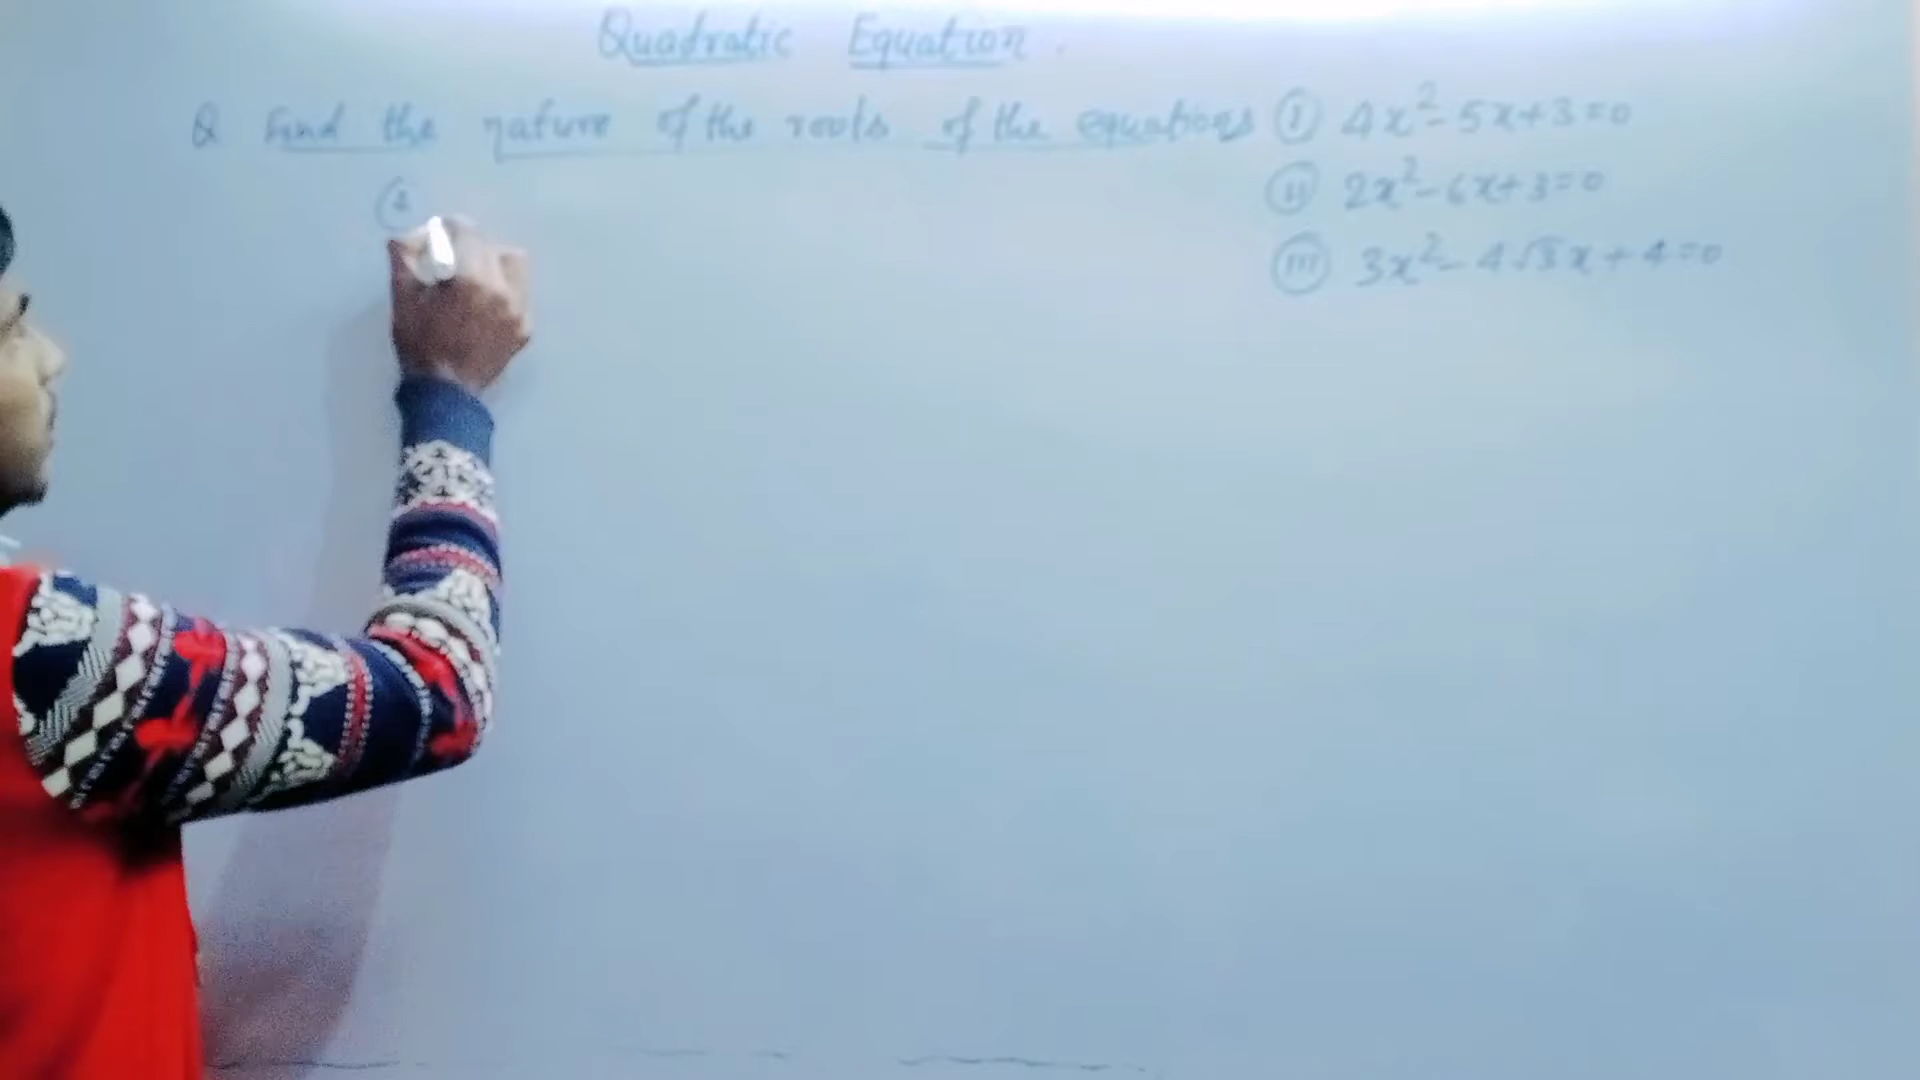 Quadratic Equation.
Q Find the nature of the roots of the equations (i) 4x²-5x+3=0
(ii) 2x²-6x+3=0
(iii) 3x²-4√3x+4=0